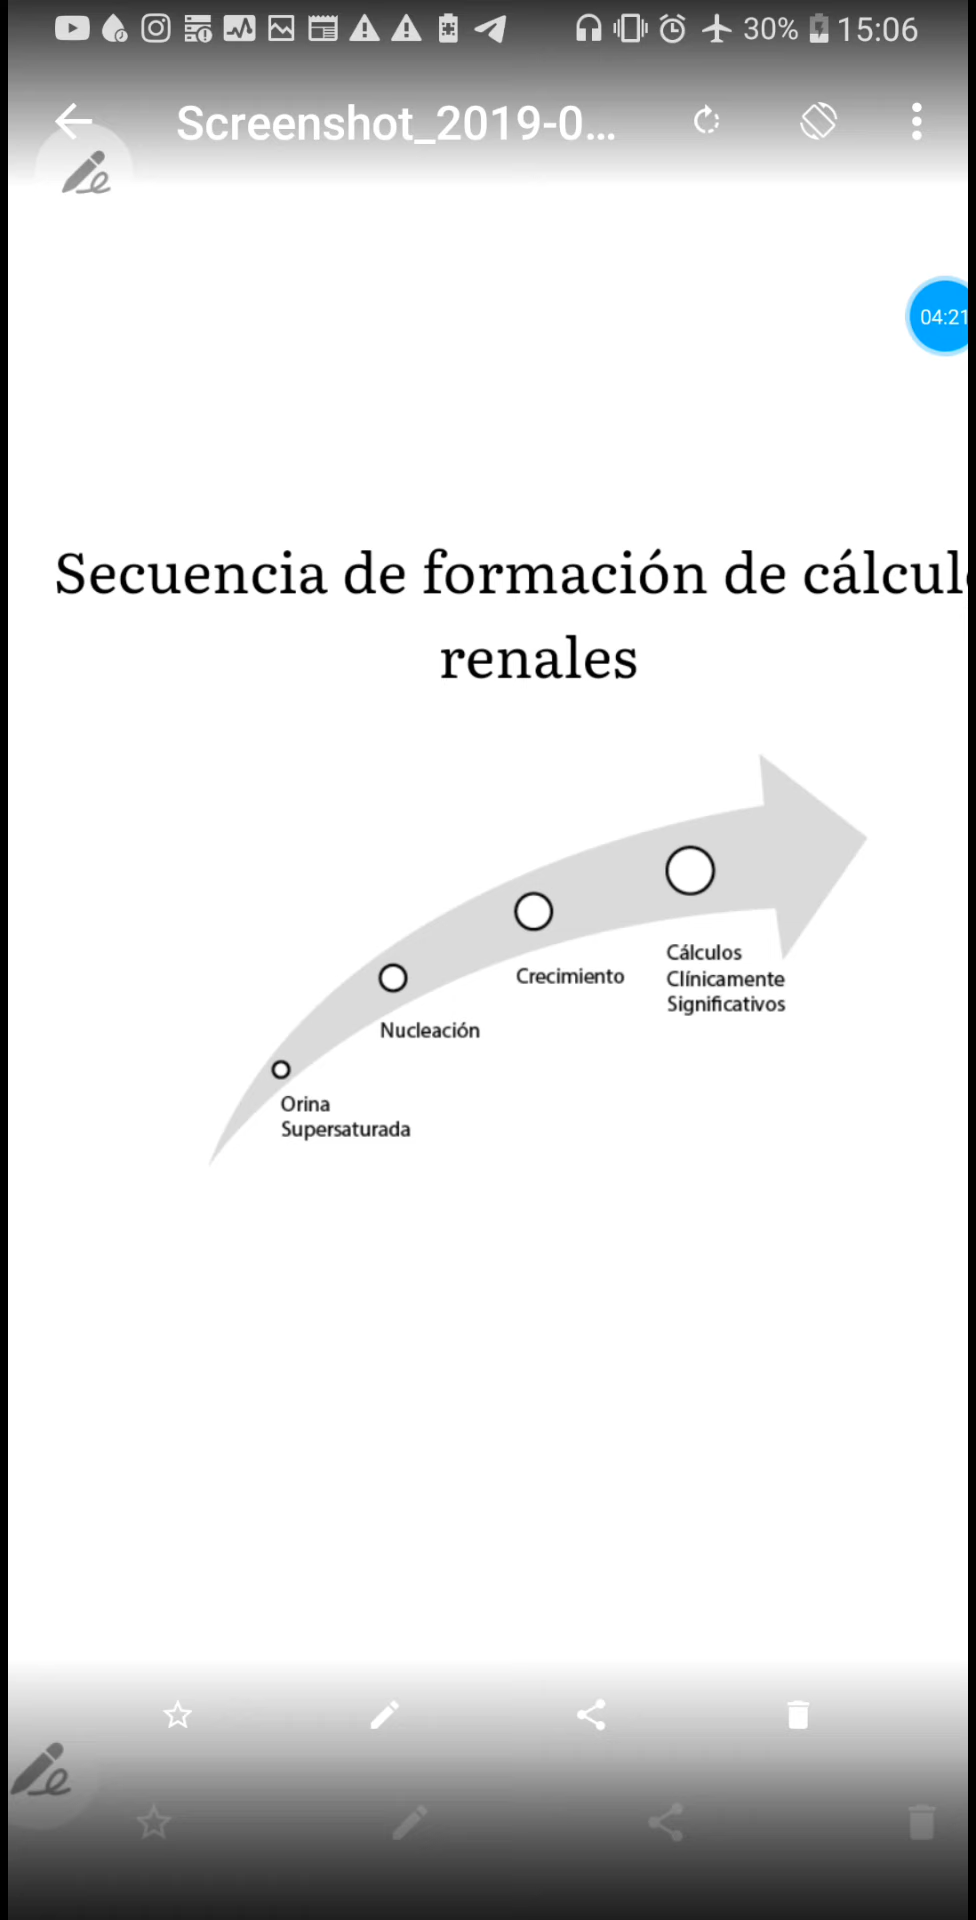 30% 15:06
Screenshot_2019-0...
04:21
Secuencia de formación de
renales
Cálculos
Clínicamente
Significativos
Crecimiento
Nucleación
Orina
Supersaturada